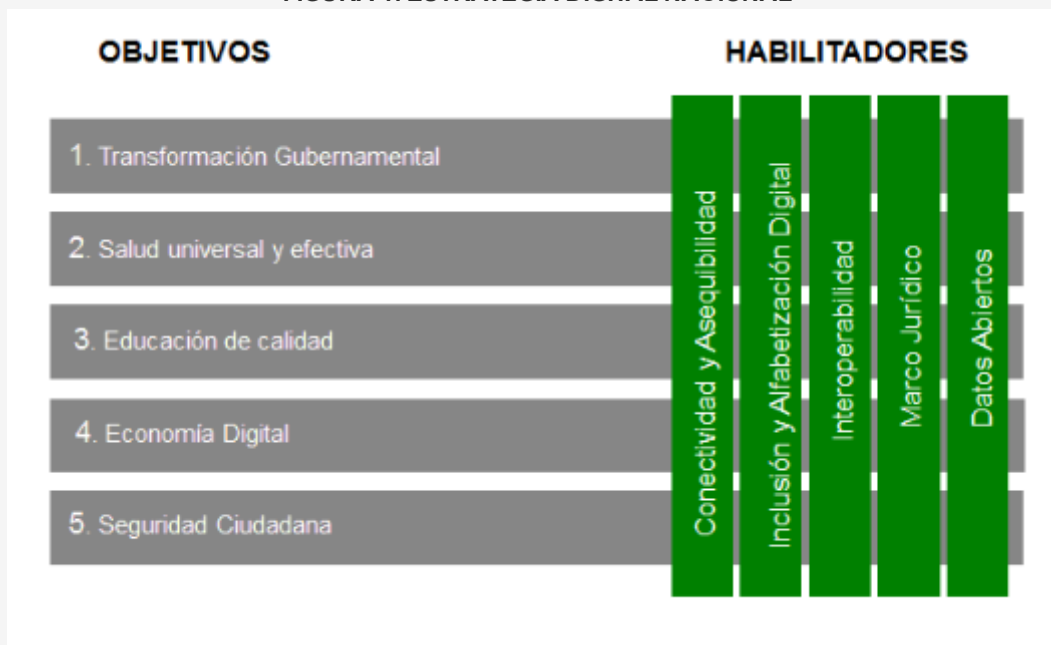 OBJETIVOS
HABILITADORES
1. Transformación Gubernamental
2. Salud universal y efectiva
3. Educación de calidad
4. Economía Digital
5. Seguridad Ciudadana
Conectividad y Asequibilidad
Inclusión y Alfabetización Digital
Interoperabilidad
Marco Jurídico
Datos Abiertos